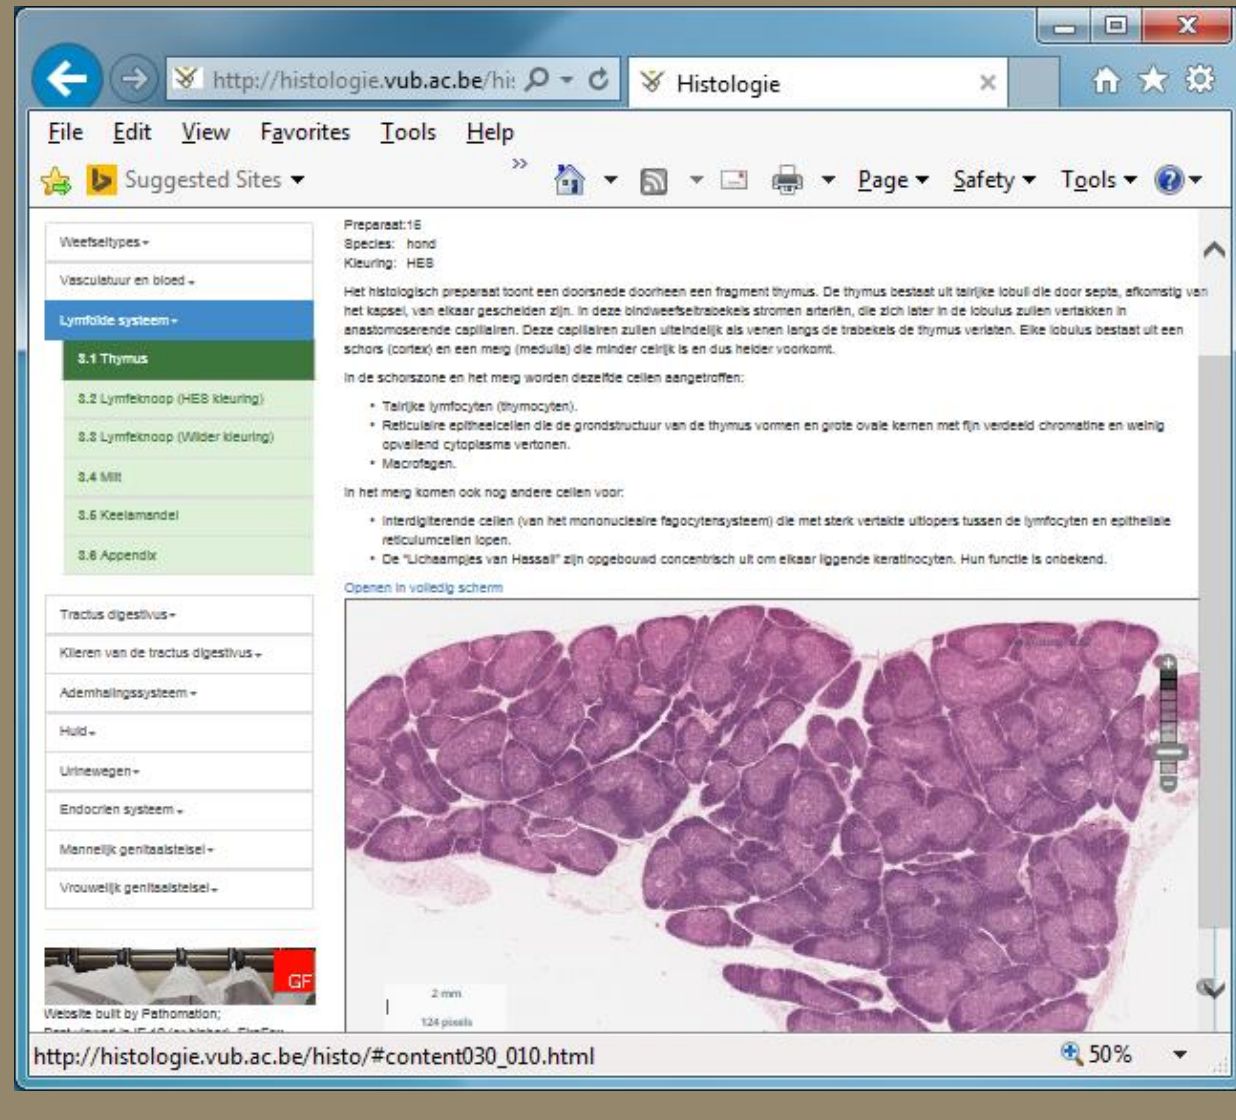 http://histologie.vub.ac.be/his
Histologie
File Edit View Favorites Tools Help
Suggested Sites
»
Page Safety Tools
Weefseltypes
Vasculatuur en bloed
Lymfoïde systeem
3.1 Thymus
3.2 Lymfeknoop (HES kleuring)
3.3 Lymfeknoop (Wilder kleuring)
3.4 Milt
3.5 Keelamandel
3.6 Appendix
Tractus digestivus
Klieren van de tractus digestivus
Ademhalingssysteem
Huid
Urinewegen
Endocrien systeem
Mannelijk genitaalstelsel
Vrouwelijk genitaalstelsel
GF
Website built by Pathomation;
Preparaat:15
Species: hond
Kleuring: HES
Het histologisch preparaat toont een doorsnede doorheen een fragment thymus. De thymus bestaat uit talrijke lobuli die door septa, afkomstig van
het kapsel, van elkaar gescheiden zijn. In deze bindweefseltrabekels stromen arteriën, die zich later in de lobulus zullen vertakken in
anastomoserende capillairen. Deze capillairen zullen uiteindelijk als venen langs de trabekels de thymus verlaten. Elke lobulus bestaat uit een
schors (cortex) en een merg (medulla) die minder celrijk is en dus helder voorkomt.
In de schorszone en het merg worden dezelfde cellen aangetroffen:
• Talrijke lymfocyten (thymocyten).
• Reticulaire epitheelcellen die de grondstructuur van de thymus vormen en grote ovale kernen met fijn verdeeld chromatine en weinig
opvallend cytoplasma vertonen.
• Macrofagen.
In het merg komen ook nog andere cellen voor:
• Interdigiterende cellen (van het mononucleaire fagocytensysteem) die met sterk vertakte uitlopers tussen de lymfocyten en epitheliale
reticulumcellen lopen.
• De "Lichaampjes van Hassall" zijn opgebouwd concentrisch uit om elkaar liggende keratinocyten. Hun functie is onbekend.
Openen in volledig scherm
2 mm
124 pixels
http://histologie.vub.ac.be/histo/#content030_010.html
50%